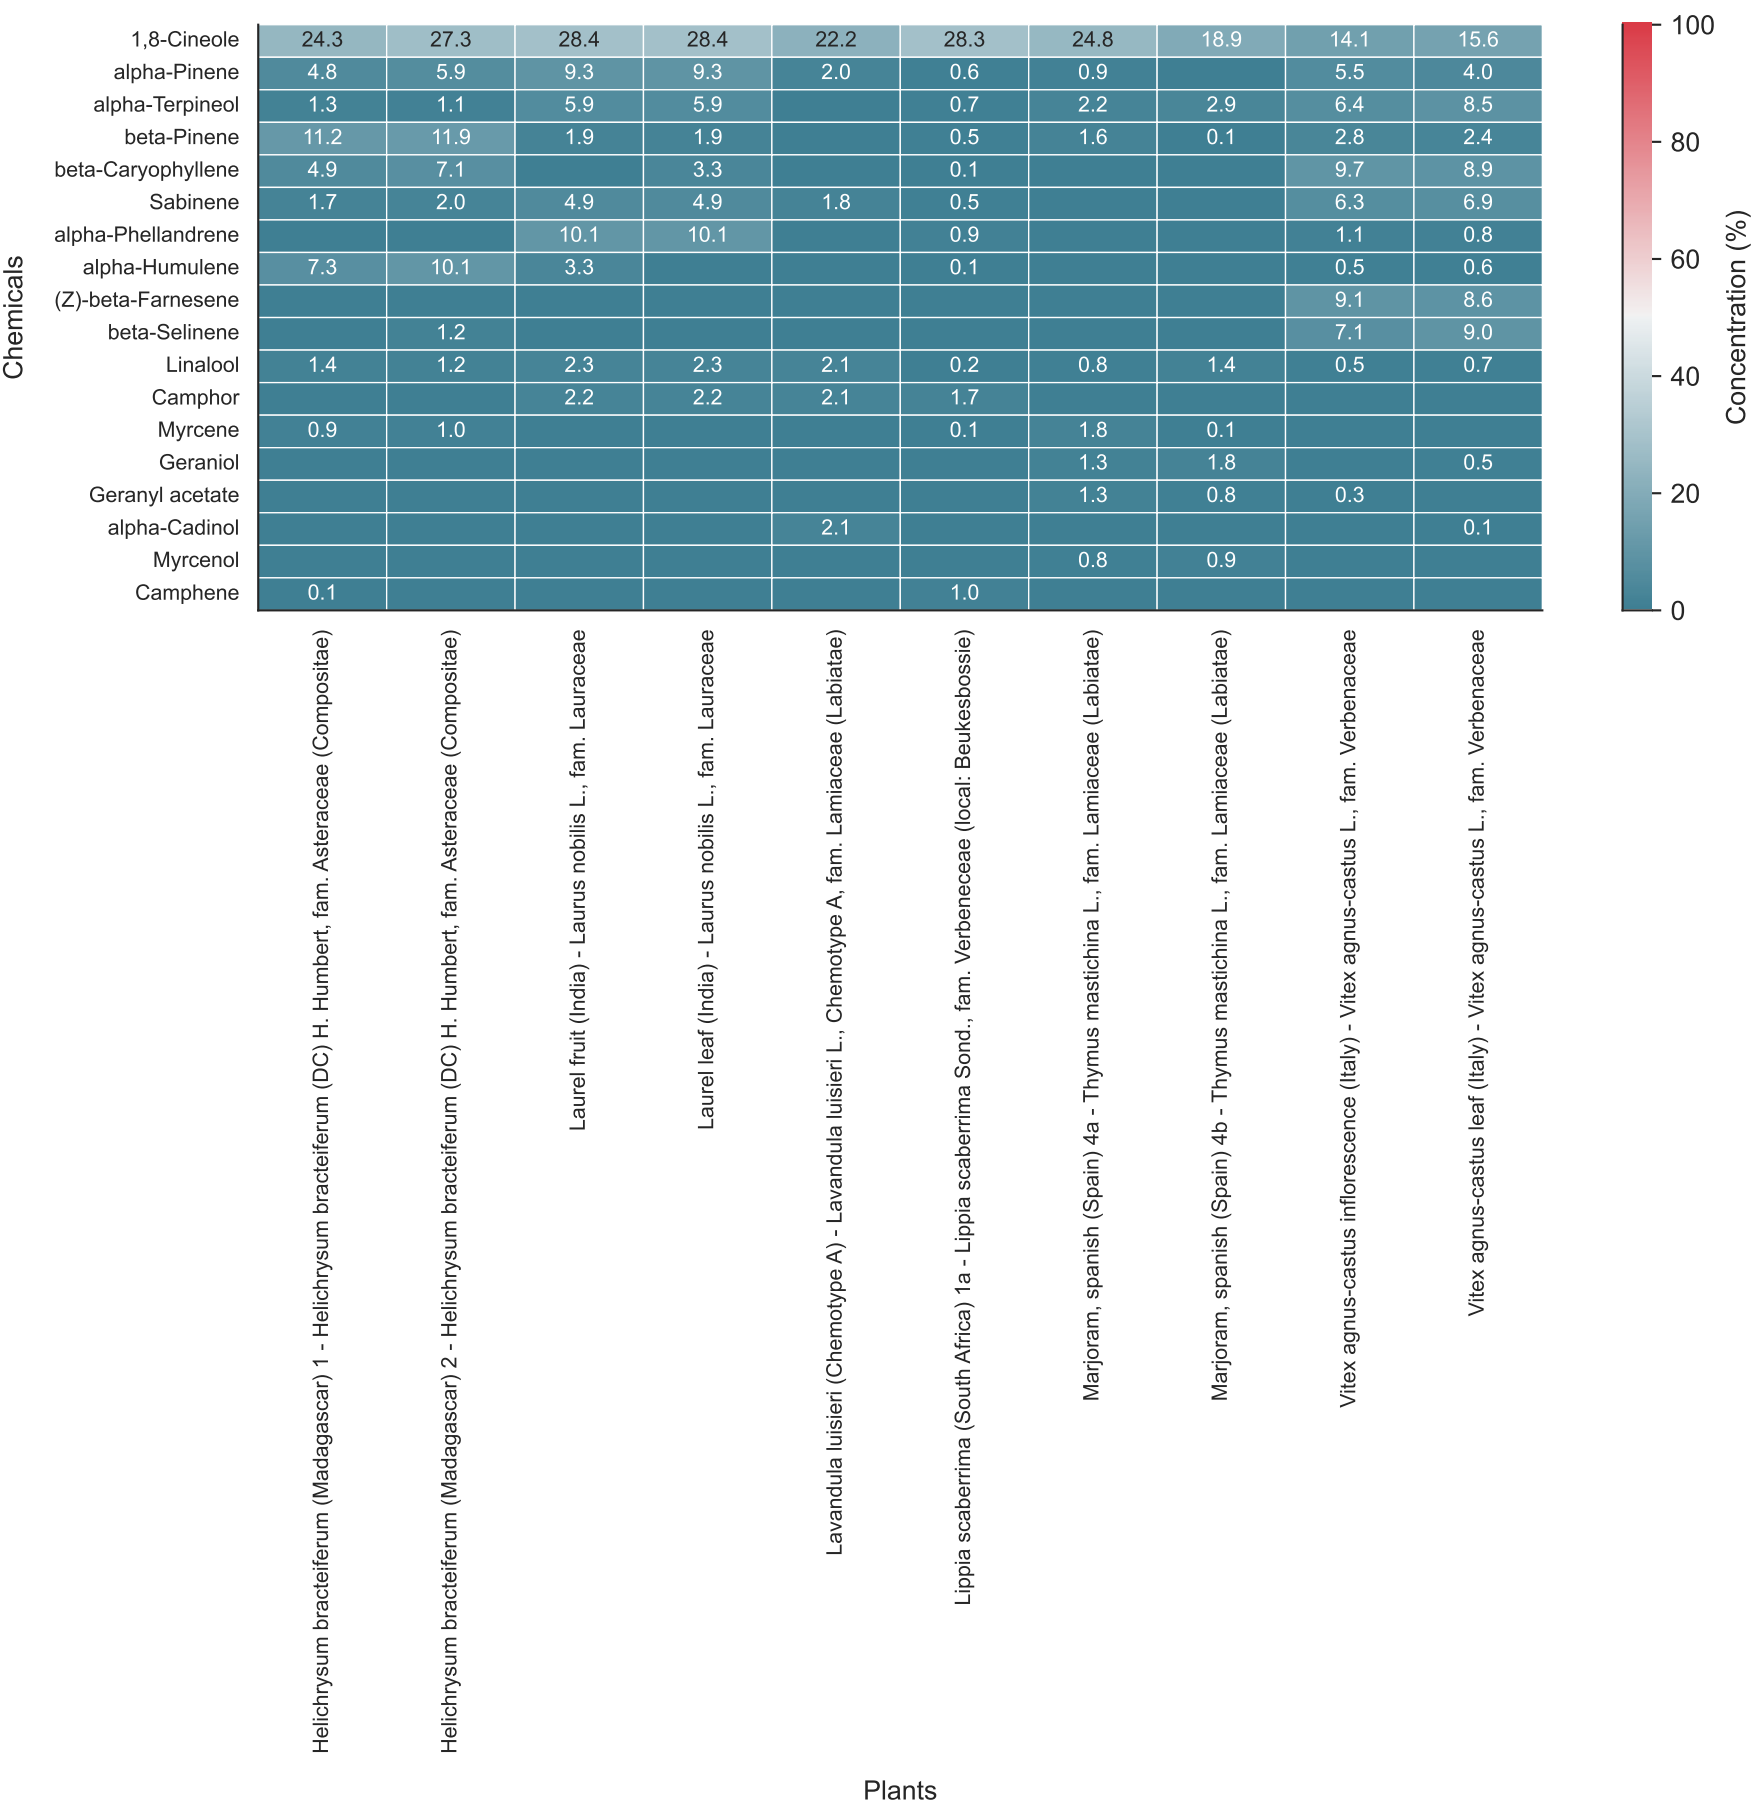 1,8-Cineole 24.3 27.3 28.4 28.4 22.2 28.3 24.8 18.9 14.1 15.6
alpha-Pinene 4.8 5.9 9.3 9.3 2.0 0.6 0.9 5.5 4.0
alpha-Terpineol 1.3 1.1 5.9 5.9 0.7 2.2 2.9 6.4 8.5
beta-Pinene 11.2 11.9 1.9 1.9 0.5 1.6 0.1 2.8 2.4
beta-Caryophyllene 4.9 7.1 3.3 0.1 9.7 8.9
Sabinene 1.7 2.0 4.9 4.9 1.8 0.5 6.3 6.9
alpha-Phellandrene 10.1 10.1 0.9 1.1 0.8
alpha-Humulene 7.3 10.1 3.3 0.1 0.5 0.6
(Z)-beta-Farnesene 9.1 8.6
beta-Selinene 1.2 7.1 9.0
Linalool 1.4 1.2 2.3 2.3 2.1 0.2 0.8 1.4 0.5 0.7
Camphor 2.2 2.2 2.1 1.7
Myrcene 0.9 1.0 0.1 1.8 0.1
Geraniol 1.3 1.8 0.5
Geranyl acetate 1.3 0.8 0.3
alpha-Cadinol 2.1 0.1
Myrcenol 0.8 0.9
Camphene 0.1 1.0
Chemicals
Helichrysum bracteiferum (Madagascar) 1 - Helichrysum bracteiferum (DC) H. Humbert, fam. Asteraceae (Compositae)
Helichrysum bracteiferum (Madagascar) 2 - Helichrysum bracteiferum (DC) H. Humbert, fam. Asteraceae (Compositae)
Laurel fruit (India) - Laurus nobilis L., fam. Lauraceae
Laurel leaf (India) - Laurus nobilis L., fam. Lauraceae
Lavandula luisieri (Chemotype A) - Lavandula luisieri L., Chemotype A, fam. Lamiaceae (Labiatae)
Lippia scaberrima (South Africa) 1a - Lippia scaberrima Sond., fam. Verbeneceae (local: Beukesbossie)
Marjoram, spanish (Spain) 4a - Thymus mastichina L., fam. Lamiaceae (Labiatae)
Marjoram, spanish (Spain) 4b - Thymus mastichina L., fam. Lamiaceae (Labiatae)
Vitex agnus-castus inflorescence (Italy) - Vitex agnus-castus L., fam. Verbenaceae
Vitex agnus-castus leaf (Italy) - Vitex agnus-castus L., fam. Verbenaceae
Plants
100
80
60
40
20
0
Concentration (%)